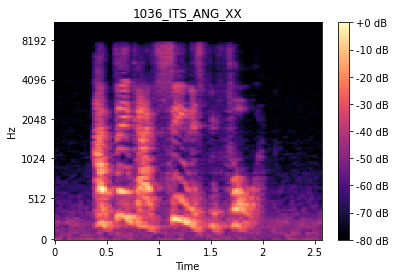 1036_ITS_ANG_XX
+0 dB
8192
-10 dB
4096
-20 dB
-30 dB
2048
-40 dB
Hz
1024
-50 dB
512
-60 dB
-70 dB
0
-80 dB
0 0.5 1 1.5 2 2.5
Time